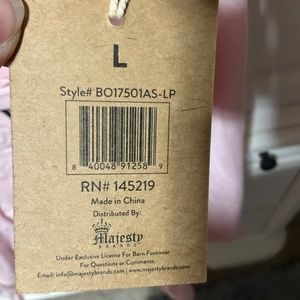 L
Style# BO17501AS-LP
8 40048 91258 9
RN# 145219
Made in China
Distributed By:
Majesty
BRANDS
Under Exclusive License For Barn Footwear
For Questions or Comments
Email: info@majestybrands.com | www.majestybrands.com